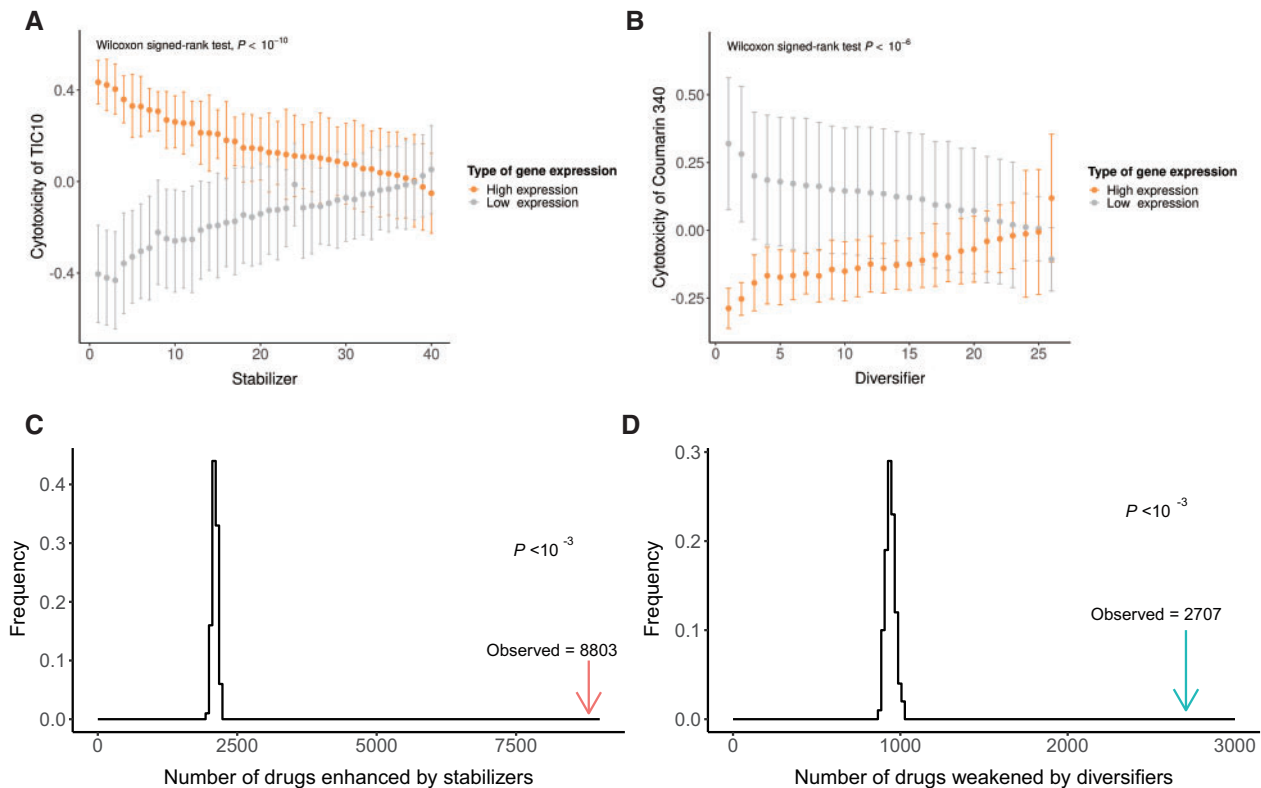 A
Wilcoxon signed-rank test, P < 10⁻¹⁰
Cytotoxicity of TIC10
0.4
0.0
-0.4
0
10
20
30
40
Stabilizer
Type of gene expression
High expression
Low expression
B
Wilcoxon signed-rank test P < 10⁻⁶
Cytotoxicity of Coumarin 340
0.50
0.25
0.00
-0.25
0
5
10
15
20
25
Diversifier
Type of gene expression
High expression
Low expression
C
Frequency
0.4
0.3
0.2
0.1
0.0
P <10 ⁻³
Observed = 8803
0
2500
5000
7500
Number of drugs enhanced by stabilizers
D
Frequency
0.3
0.2
0.1
0.0
P <10 ⁻³
Observed = 2707
0
1000
2000
3000
Number of drugs weakened by diversifiers